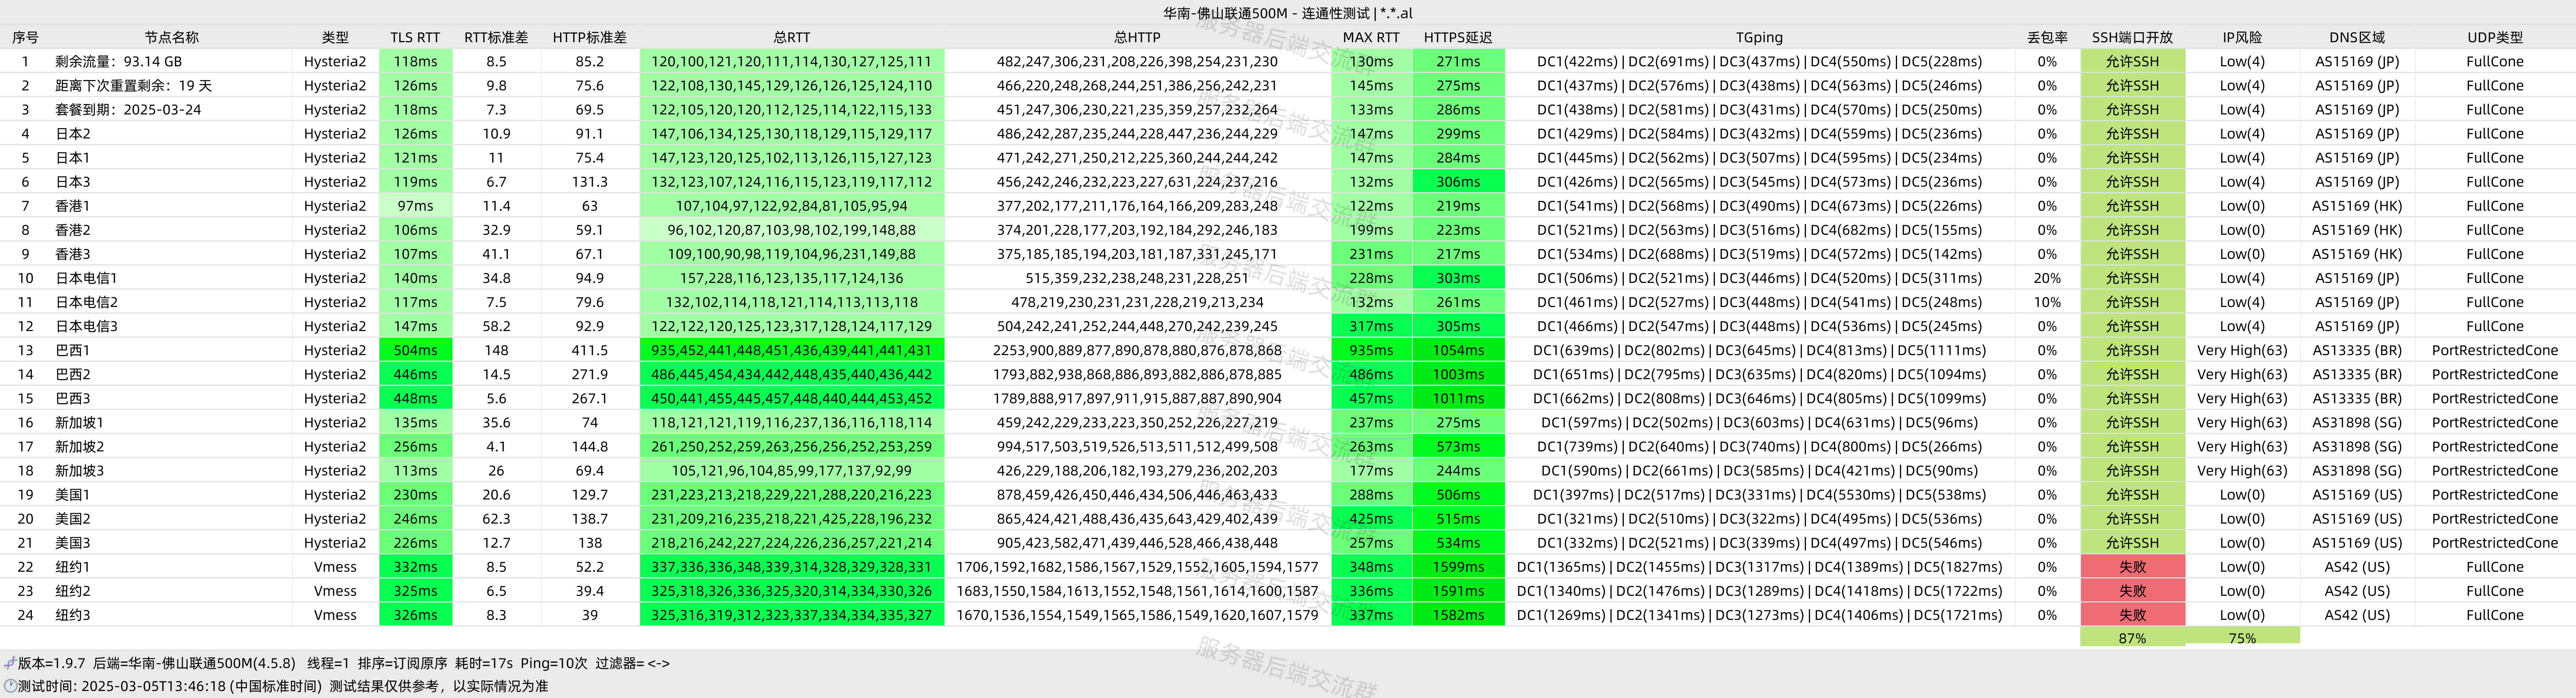 华南-佛山联通500M - 连通性测试 | *.*.al
序号 节点名称 类型 TLS RTT RTT标准差 HTTP标准差 总RTT 总HTTP MAX RTT HTTPS延迟 TGping 丢包率 SSH端口开放 IP风险 DNS区域 UDP类型
1 剩余流量：93.14 GB Hysteria2 118ms 8.5 85.2 120,100,121,120,111,114,130,127,125,111 482,247,306,231,208,226,398,254,231,230 130ms 271ms DC1(422ms) | DC2(691ms) | DC3(437ms) | DC4(550ms) | DC5(228ms) 0% 允许SSH Low(4) AS15169 (JP) FullCone
2 距离下次重置剩余：19 天 Hysteria2 126ms 9.8 75.6 122,108,130,145,129,126,126,125,124,110 466,220,248,268,244,251,386,256,242,231 145ms 275ms DC1(437ms) | DC2(576ms) | DC3(438ms) | DC4(563ms) | DC5(246ms) 0% 允许SSH Low(4) AS15169 (JP) FullCone
3 套餐到期：2025-03-24 Hysteria2 118ms 7.3 69.5 122,105,120,120,112,125,114,122,115,133 451,247,306,230,221,235,359,257,232,264 133ms 286ms DC1(438ms) | DC2(581ms) | DC3(431ms) | DC4(570ms) | DC5(250ms) 0% 允许SSH Low(4) AS15169 (JP) FullCone
4 日本2 Hysteria2 126ms 10.9 91.1 147,106,134,125,130,118,129,115,129,117 486,242,287,235,244,228,447,236,244,229 147ms 299ms DC1(429ms) | DC2(584ms) | DC3(432ms) | DC4(559ms) | DC5(236ms) 0% 允许SSH Low(4) AS15169 (JP) FullCone
5 日本1 Hysteria2 121ms 11 75.4 147,123,120,125,102,113,126,115,127,123 471,242,271,250,212,225,360,244,244,242 147ms 284ms DC1(445ms) | DC2(562ms) | DC3(507ms) | DC4(595ms) | DC5(234ms) 0% 允许SSH Low(4) AS15169 (JP) FullCone
6 日本3 Hysteria2 119ms 6.7 131.3 132,123,107,124,116,115,123,119,117,112 456,242,246,232,223,227,631,224,237,216 132ms 306ms DC1(426ms) | DC2(565ms) | DC3(545ms) | DC4(573ms) | DC5(236ms) 0% 允许SSH Low(4) AS15169 (JP) FullCone
7 香港1 Hysteria2 97ms 11.4 63 107,104,97,122,92,84,81,105,95,94 377,202,177,211,176,164,166,209,283,248 122ms 219ms DC1(541ms) | DC2(568ms) | DC3(490ms) | DC4(673ms) | DC5(226ms) 0% 允许SSH Low(0) AS15169 (HK) FullCone
8 香港2 Hysteria2 106ms 32.9 59.1 96,102,120,87,103,98,102,199,148,88 374,201,228,177,203,192,184,292,246,183 199ms 223ms DC1(521ms) | DC2(563ms) | DC3(516ms) | DC4(682ms) | DC5(155ms) 0% 允许SSH Low(0) AS15169 (HK) FullCone
9 香港3 Hysteria2 107ms 41.1 67.1 109,100,90,98,119,104,96,231,149,88 375,185,185,194,203,181,187,331,245,171 231ms 217ms DC1(534ms) | DC2(688ms) | DC3(519ms) | DC4(572ms) | DC5(142ms) 0% 允许SSH Low(0) AS15169 (HK) FullCone
10 日本电信1 Hysteria2 140ms 34.8 94.9 157,228,116,123,135,117,124,136 515,359,232,238,248,231,228,251 228ms 303ms DC1(506ms) | DC2(521ms) | DC3(446ms) | DC4(520ms) | DC5(311ms) 20% 允许SSH Low(4) AS15169 (JP) FullCone
11 日本电信2 Hysteria2 117ms 7.5 79.6 132,102,114,118,121,114,113,113,118 478,219,230,231,231,228,219,213,234 132ms 261ms DC1(461ms) | DC2(527ms) | DC3(448ms) | DC4(541ms) | DC5(248ms) 10% 允许SSH Low(4) AS15169 (JP) FullCone
12 日本电信3 Hysteria2 147ms 58.2 92.9 122,122,120,125,123,317,128,124,117,129 504,242,241,252,244,448,270,242,239,245 317ms 305ms DC1(466ms) | DC2(547ms) | DC3(448ms) | DC4(536ms) | DC5(245ms) 0% 允许SSH Low(4) AS15169 (JP) FullCone
13 巴西1 Hysteria2 504ms 148 411.5 935,452,441,448,451,436,439,441,441,431 2253,900,889,877,890,878,880,876,878,868 935ms 1054ms DC1(639ms) | DC2(802ms) | DC3(645ms) | DC4(813ms) | DC5(1111ms) 0% 允许SSH Very High(63) AS13335 (BR) PortRestrictedCone
14 巴西2 Hysteria2 446ms 14.5 271.9 486,445,454,434,442,448,435,440,436,442 1793,882,938,868,886,893,882,886,878,885 486ms 1003ms DC1(651ms) | DC2(795ms) | DC3(635ms) | DC4(820ms) | DC5(1094ms) 0% 允许SSH Very High(63) AS13335 (BR) PortRestrictedCone
15 巴西3 Hysteria2 448ms 5.6 267.1 450,441,455,445,457,448,440,444,453,452 1789,888,917,897,911,915,887,887,890,904 457ms 1011ms DC1(662ms) | DC2(808ms) | DC3(646ms) | DC4(805ms) | DC5(1099ms) 0% 允许SSH Very High(63) AS13335 (BR) PortRestrictedCone
16 新加坡1 Hysteria2 135ms 35.6 74 118,121,121,119,116,237,136,116,118,114 459,242,229,233,223,350,252,226,227,219 237ms 275ms DC1(597ms) | DC2(502ms) | DC3(603ms) | DC4(631ms) | DC5(96ms) 0% 允许SSH Very High(63) AS31898 (SG) PortRestrictedCone
17 新加坡2 Hysteria2 256ms 4.1 144.8 261,250,252,259,263,256,256,252,253,259 994,517,503,519,526,513,511,512,499,508 263ms 573ms DC1(739ms) | DC2(640ms) | DC3(740ms) | DC4(800ms) | DC5(266ms) 0% 允许SSH Very High(63) AS31898 (SG) PortRestrictedCone
18 新加坡3 Hysteria2 113ms 26 69.4 105,121,96,104,85,99,177,137,92,99 426,229,188,206,182,193,279,236,202,203 177ms 244ms DC1(590ms) | DC2(661ms) | DC3(585ms) | DC4(421ms) | DC5(90ms) 0% 允许SSH Very High(63) AS31898 (SG) PortRestrictedCone
19 美国1 Hysteria2 230ms 20.6 129.7 231,223,213,218,229,221,288,220,216,223 878,459,426,450,446,434,506,446,463,433 288ms 506ms DC1(397ms) | DC2(517ms) | DC3(331ms) | DC4(5530ms) | DC5(538ms) 0% 允许SSH Low(0) AS15169 (US) PortRestrictedCone
20 美国2 Hysteria2 246ms 62.3 138.7 231,209,216,235,218,221,425,228,196,232 865,424,421,488,436,435,643,429,402,439 425ms 515ms DC1(321ms) | DC2(510ms) | DC3(322ms) | DC4(495ms) | DC5(536ms) 0% 允许SSH Low(0) AS15169 (US) PortRestrictedCone
21 美国3 Hysteria2 226ms 12.7 138 218,216,242,227,224,226,236,257,221,214 905,423,582,471,439,446,528,466,438,448 257ms 534ms DC1(332ms) | DC2(521ms) | DC3(339ms) | DC4(497ms) | DC5(546ms) 0% 允许SSH Low(0) AS15169 (US) PortRestrictedCone
22 纽约1 Vmess 332ms 8.5 52.2 337,336,336,348,339,314,328,329,328,331 1706,1592,1682,1586,1567,1529,1552,1605,1594,1577 348ms 1599ms DC1(1365ms) | DC2(1455ms) | DC3(1317ms) | DC4(1389ms) | DC5(1827ms) 0% 失败 Low(0) AS42 (US) FullCone
23 纽约2 Vmess 325ms 6.5 39.4 325,318,326,336,325,320,314,334,330,326 1683,1550,1584,1613,1552,1548,1561,1614,1600,1587 336ms 1591ms DC1(1340ms) | DC2(1476ms) | DC3(1289ms) | DC4(1418ms) | DC5(1722ms) 0% 失败 Low(0) AS42 (US) FullCone
24 纽约3 Vmess 326ms 8.3 39 325,316,319,312,323,337,334,334,335,327 1670,1536,1554,1549,1565,1586,1549,1620,1607,1579 337ms 1582ms DC1(1269ms) | DC2(1341ms) | DC3(1273ms) | DC4(1406ms) | DC5(1721ms) 0% 失败 Low(0) AS42 (US) FullCone
87% 75%
版本=1.9.7 后端=华南-佛山联通500M(4.5.8) 线程=1 排序=订阅原序 耗时=17s Ping=10次 过滤器= <->
测试时间: 2025-03-05T13:46:18 (中国标准时间) 测试结果仅供参考，以实际情况为准
服务器后端交流群
服务器后端交流群
服务器后端交流群
服务器后端交流群
服务器后端交流群
服务器后端交流群
服务器后端交流群
服务器后端交流群
服务器后端交流群